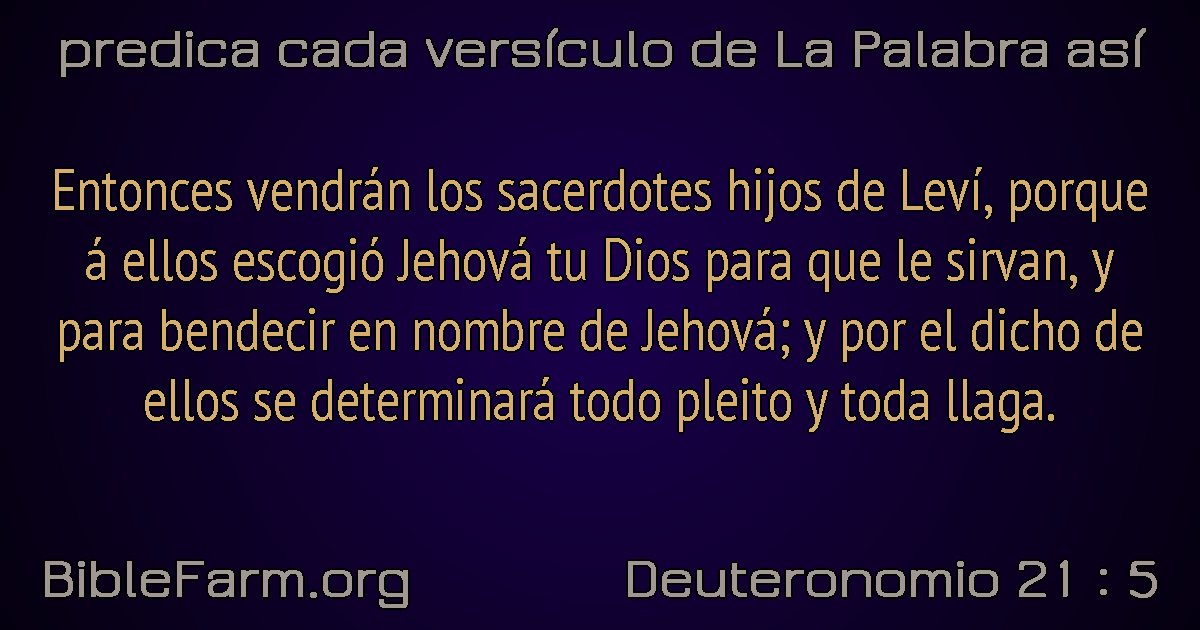 predica cada versículo de La Palabra así
Entonces vendrán los sacerdotes hijos de Leví, porque
á ellos escogió Jehová tu Dios para que le sirvan, y
para bendecir en nombre de Jehová; y por el dicho de
ellos se determinará todo pleito y toda llaga.
BibleFarm.org
Deuteronomio 21 : 5